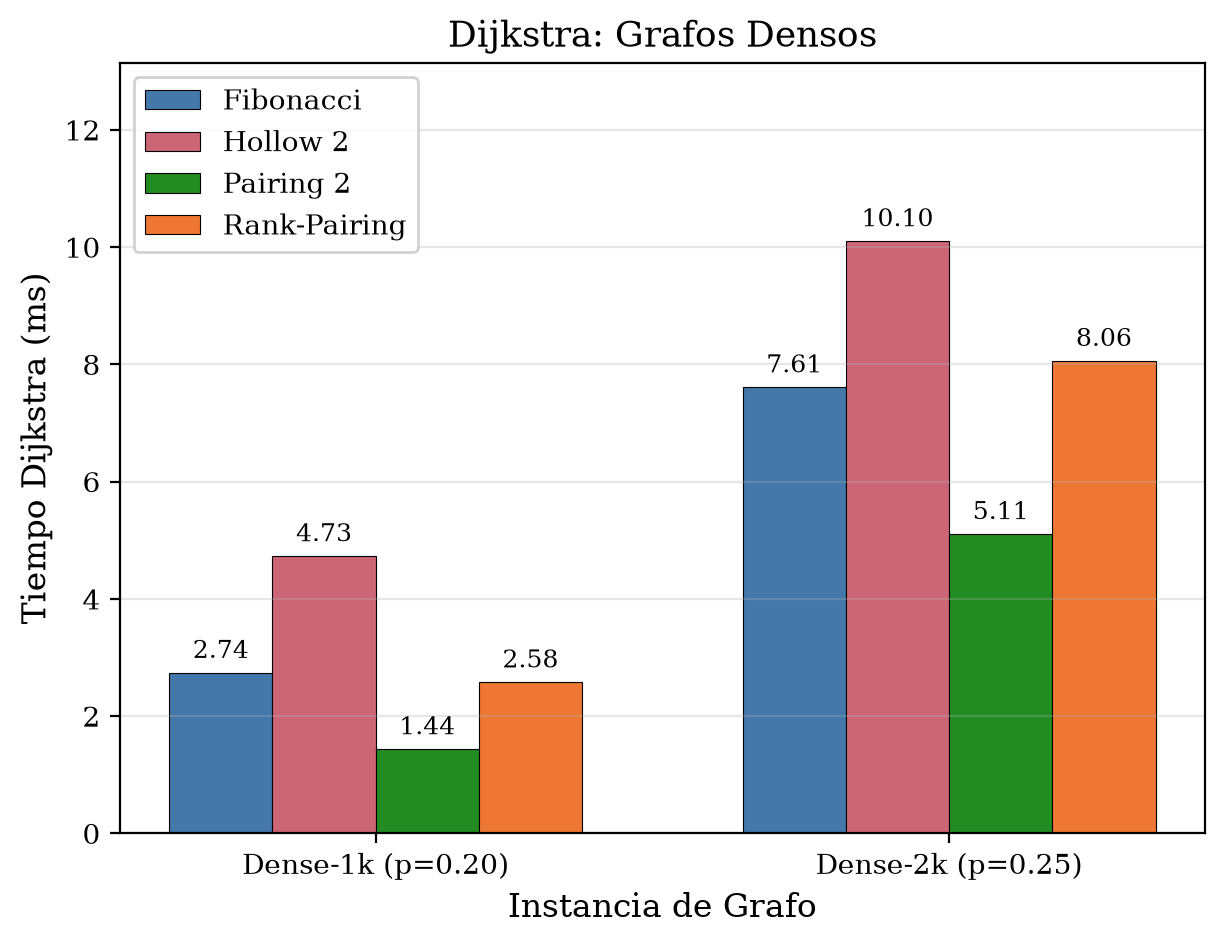 Dijkstra: Grafos Densos
Fibonacci
Hollow 2
Pairing 2
Rank-Pairing
Tiempo Dijkstra (ms)
12
10
8
6
4
2
0
2.74
4.73
1.44
2.58
7.61
10.10
5.11
8.06
Dense-1k (p=0.20)
Dense-2k (p=0.25)
Instancia de Grafo